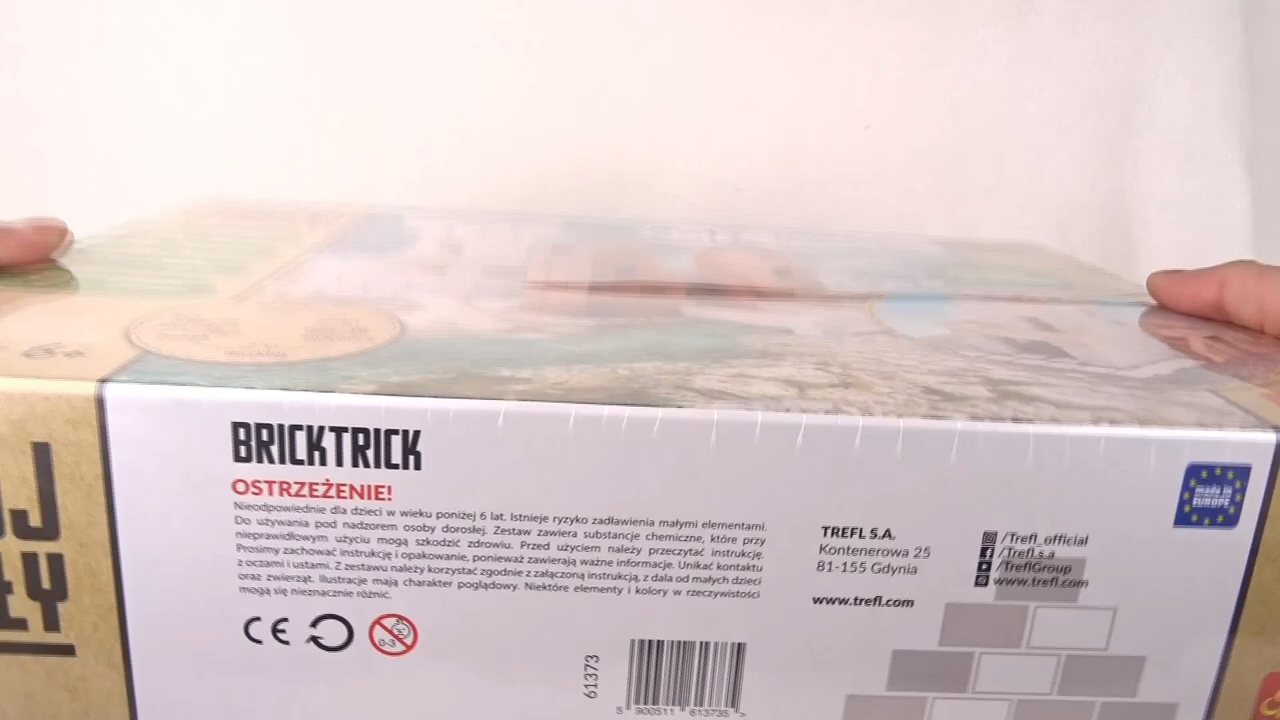 6+
UJ
ŁY
BRICKTRICK
OSTRZEŻENIE!
Nieodpowiednie dla dzieci w wieku poniżej 6 lat. Istnieje ryzyko zadławienia małymi elementami.
Do używania pod nadzorem osoby dorosłej. Zestaw zawiera substancje chemiczne, które przy
nieprawidłowym użyciu mogą szkodzić zdrowiu. Przed użyciem należy przeczytać instrukcję.
Prosimy zachować instrukcję i opakowanie, ponieważ zawierają ważne informacje. Unikać kontaktu
z oczami i ustami. Z zestawu należy korzystać zgodnie z załączoną instrukcją, z dala od małych dzieci
oraz zwierząt. Ilustracje mają charakter poglądowy. Niektóre elementy i kolory w rzeczywistości
mogą się nieznacznie różnić.
CE
0-3
61373
5 900511 613735 >
TREFL S.A.
Kontenerowa 25
81-155 Gdynia
www.trefl.com
/Trefl_official
/Trefl.s.a
/TreflGroup
www.trefl.com
made in
EUROPE